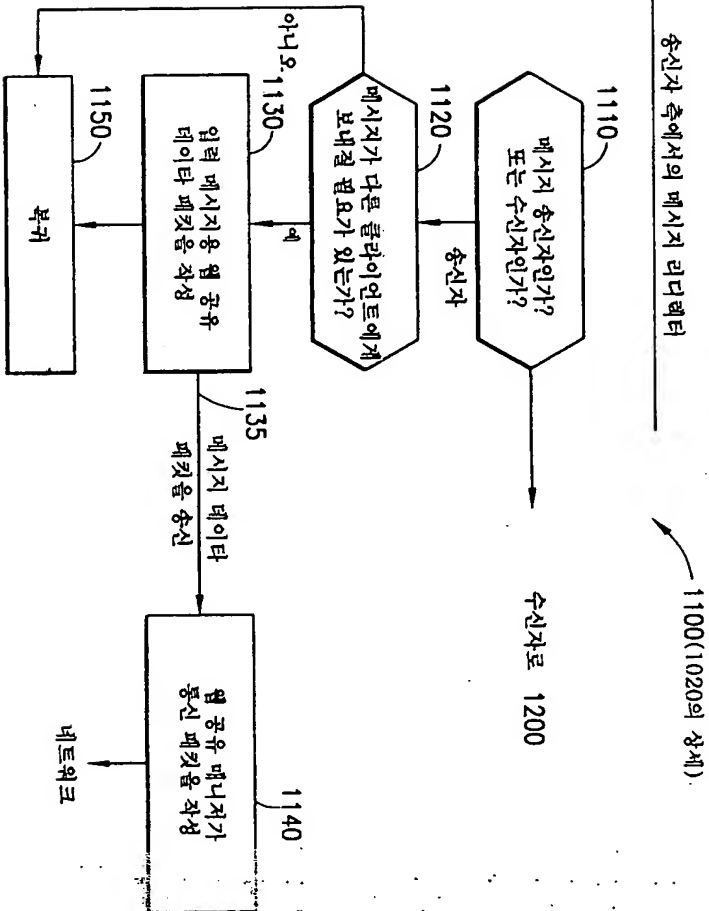 송신자 측에서의 메시지 리디렉터
1100(1020의 상세)
1110
메시지 송신자인가?
또는 수신자인가?
수신자로 1200
송신자
1120
메시지가 다른 클라이언트에게
보내질 필요가 있는가?
아니오
예
1130
입력 메시지용 웹 공유
데이타 패킷을 작성
1135
메시지 데이타
패킷을 송신
1140
웹 공유 매니저가
통신 패킷을 작성
네트워크
1150
복귀